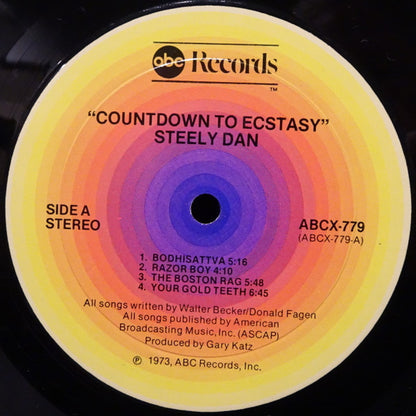 abc Records
TM
"COUNTDOWN TO ECSTASY"
STEELY DAN
SIDE A
STEREO
ABCX-779
(ABCX-779-A)
1. BODHISATTVA 5:16
2. RAZOR BOY 4:10
3. THE BOSTON RAG 5:48
4. YOUR GOLD TEETH 6:45
All songs written by Walter Becker/Donald Fagen
All songs published by American
Broadcasting Music, Inc. (ASCAP)
Produced by Gary Katz
℗ 1973, ABC Records, Inc.